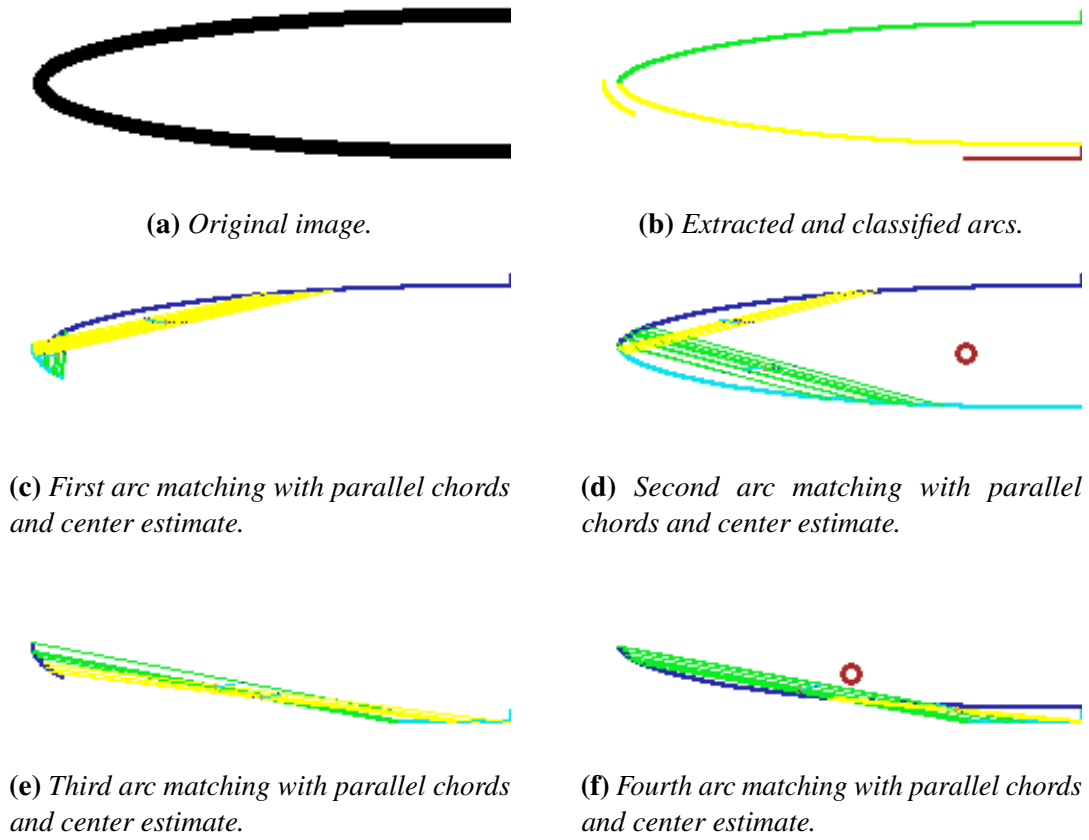 (a) Original image.
(b) Extracted and classified arcs.
(c) First arc matching with parallel chords
and center estimate.
(d) Second arc matching with parallel
chords and center estimate.
(e) Third arc matching with parallel chords
and center estimate.
(f) Fourth arc matching with parallel chords
and center estimate.